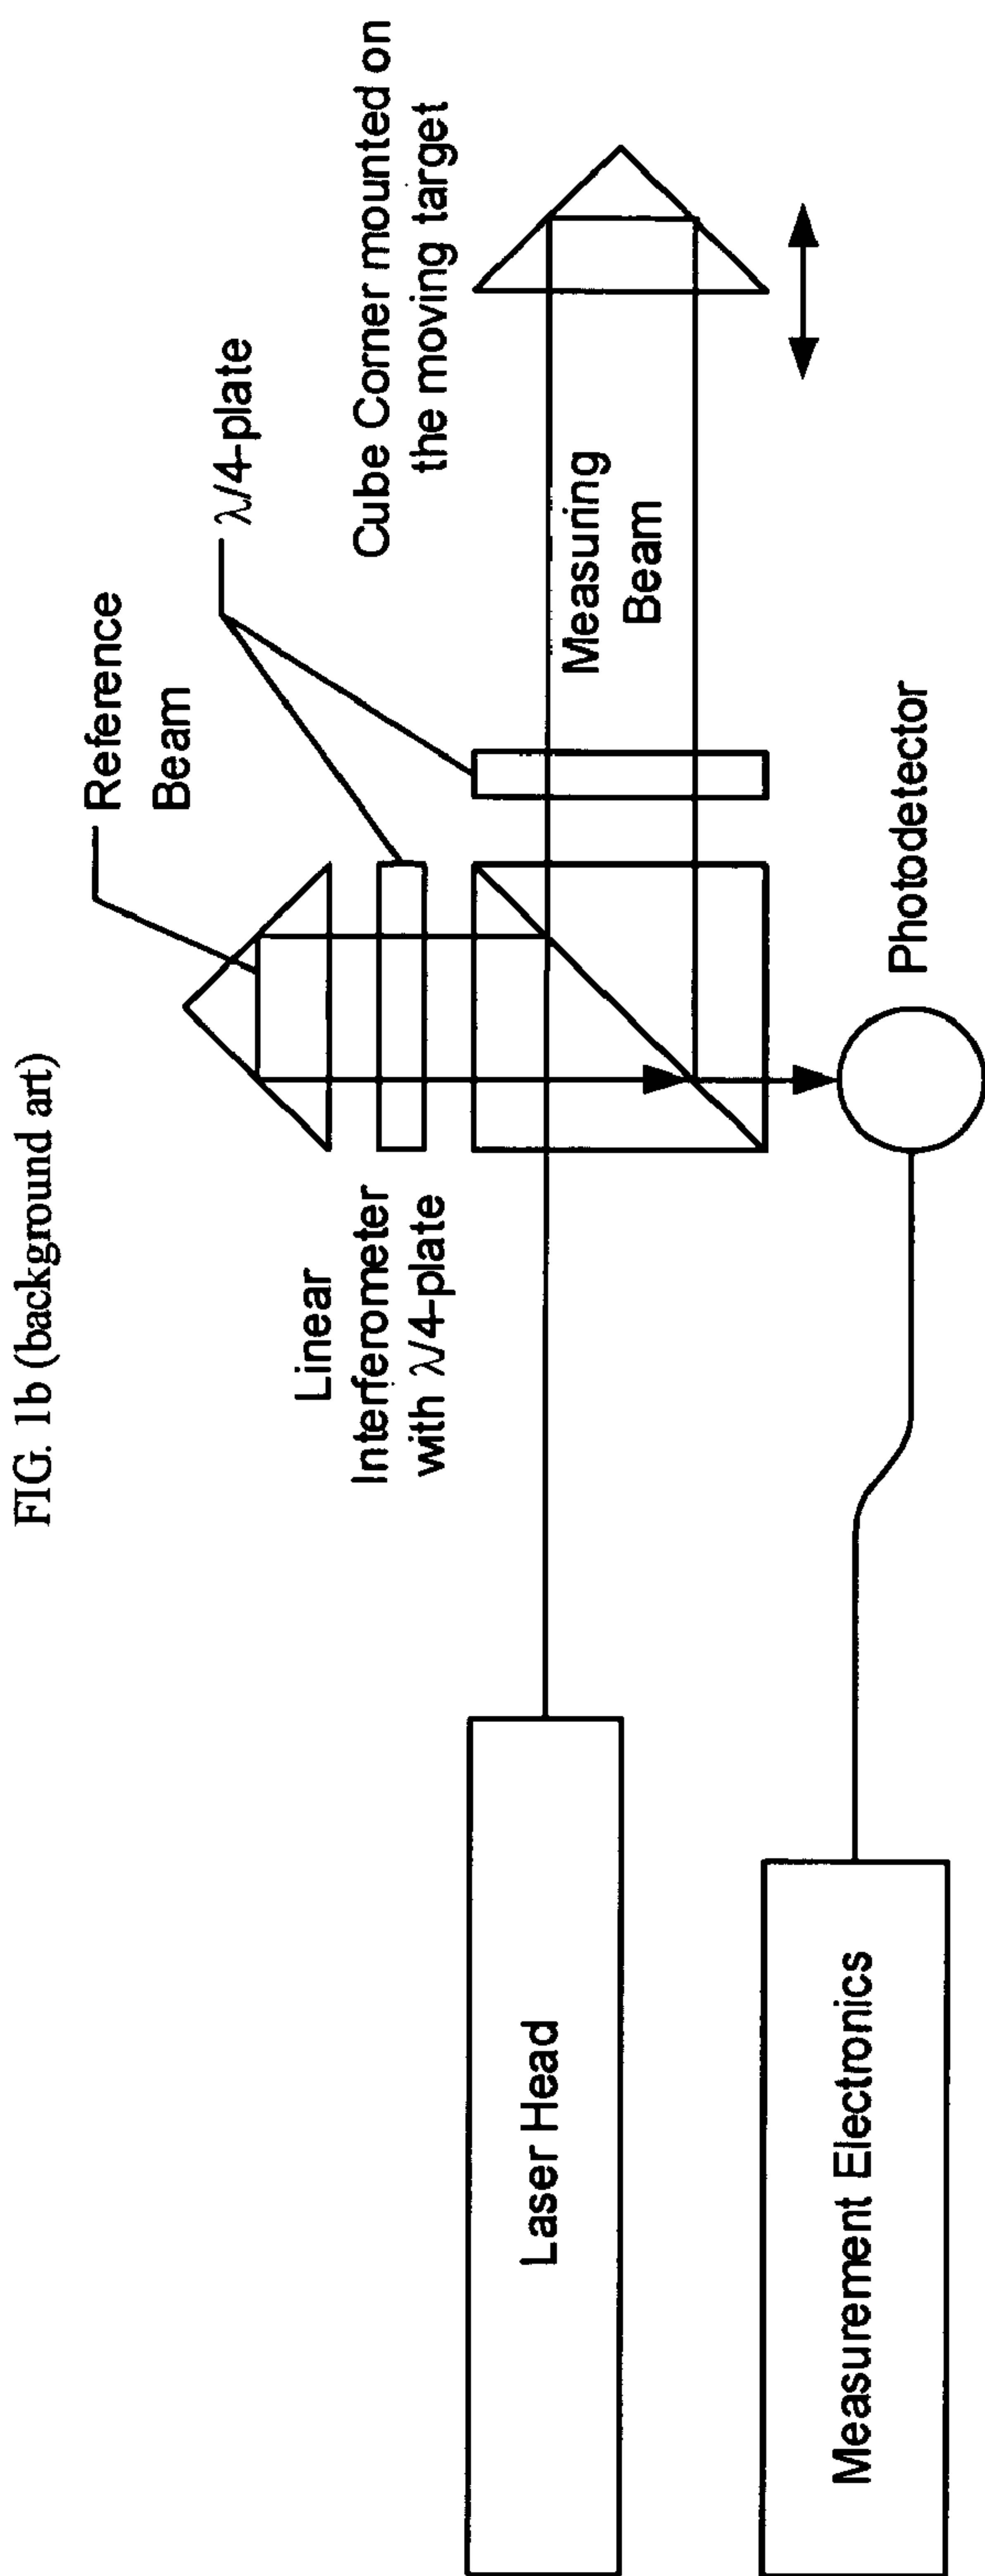 FIG. 1b (background art)
Reference
Beam
λ/4-plate
Cube Corner mounted on
the moving target
Linear
Interferometer
with λ/4-plate
Measuring
Beam
Laser Head
Photodetector
Measurement Electronics